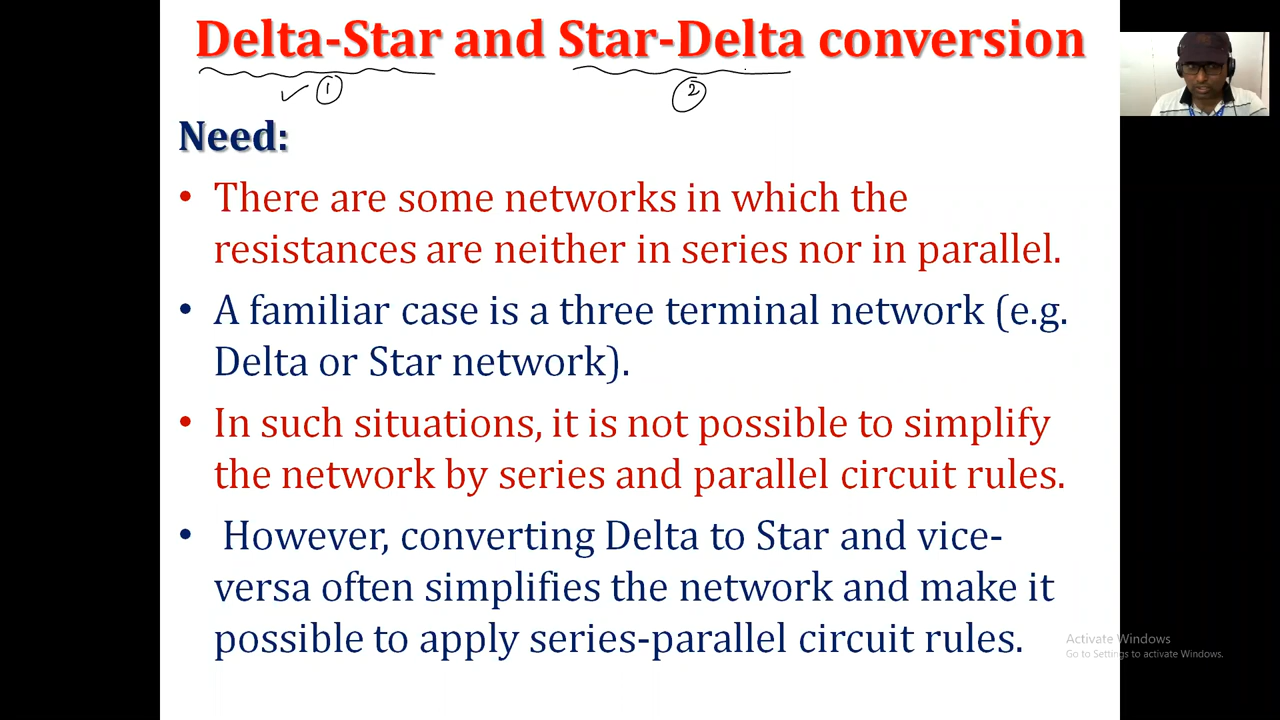 Delta-Star and Star-Delta conversion
1 2
Need:
• There are some networks in which the
resistances are neither in series nor in parallel.
• A familiar case is a three terminal network (e.g.
Delta or Star network).
• In such situations, it is not possible to simplify
the network by series and parallel circuit rules.
• However, converting Delta to Star and vice-
versa often simplifies the network and make it
possible to apply series-parallel circuit rules.
Activate Windows
Go to Settings to activate Windows.